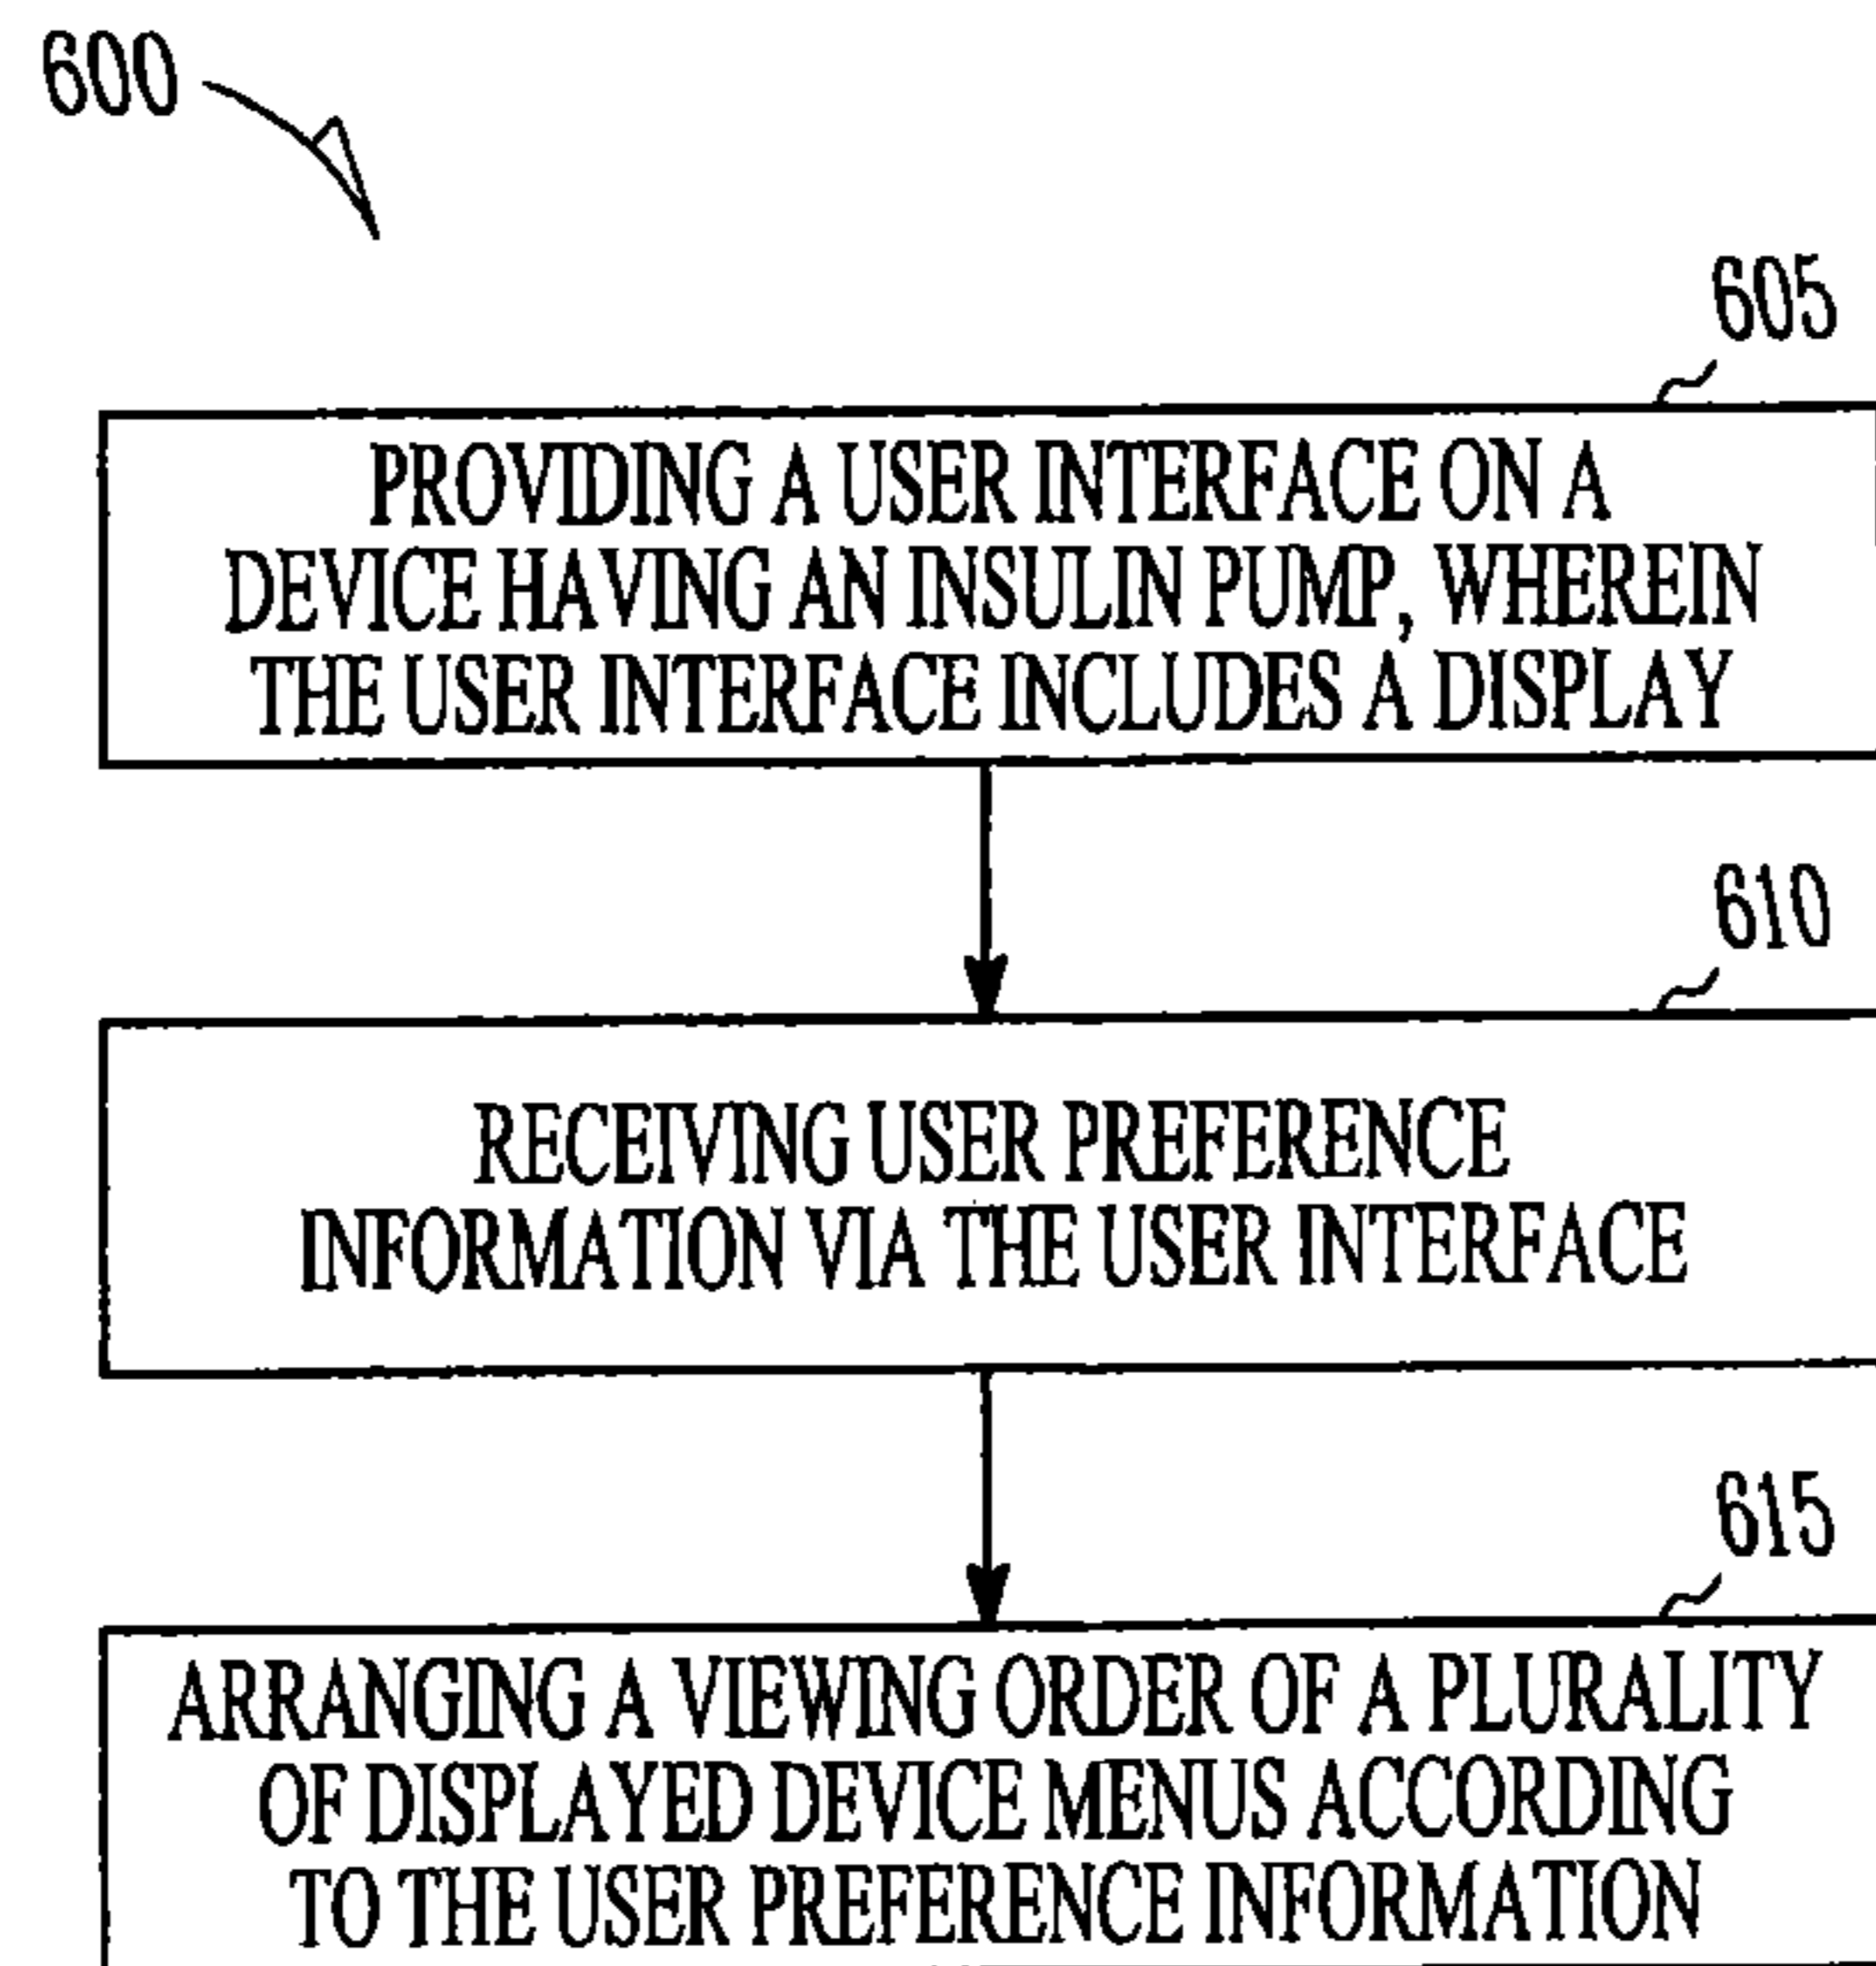 600
605
PROVIDING A USER INTERFACE ON A
DEVICE HAVING AN INSULIN PUMP, WHEREIN
THE USER INTERFACE INCLUDES A DISPLAY
610
RECEIVING USER PREFERENCE
INFORMATION VIA THE USER INTERFACE
615
ARRANGING A VIEWING ORDER OF A PLURALITY
OF DISPLAYED DEVICE MENUS ACCORDING
TO THE USER PREFERENCE INFORMATION